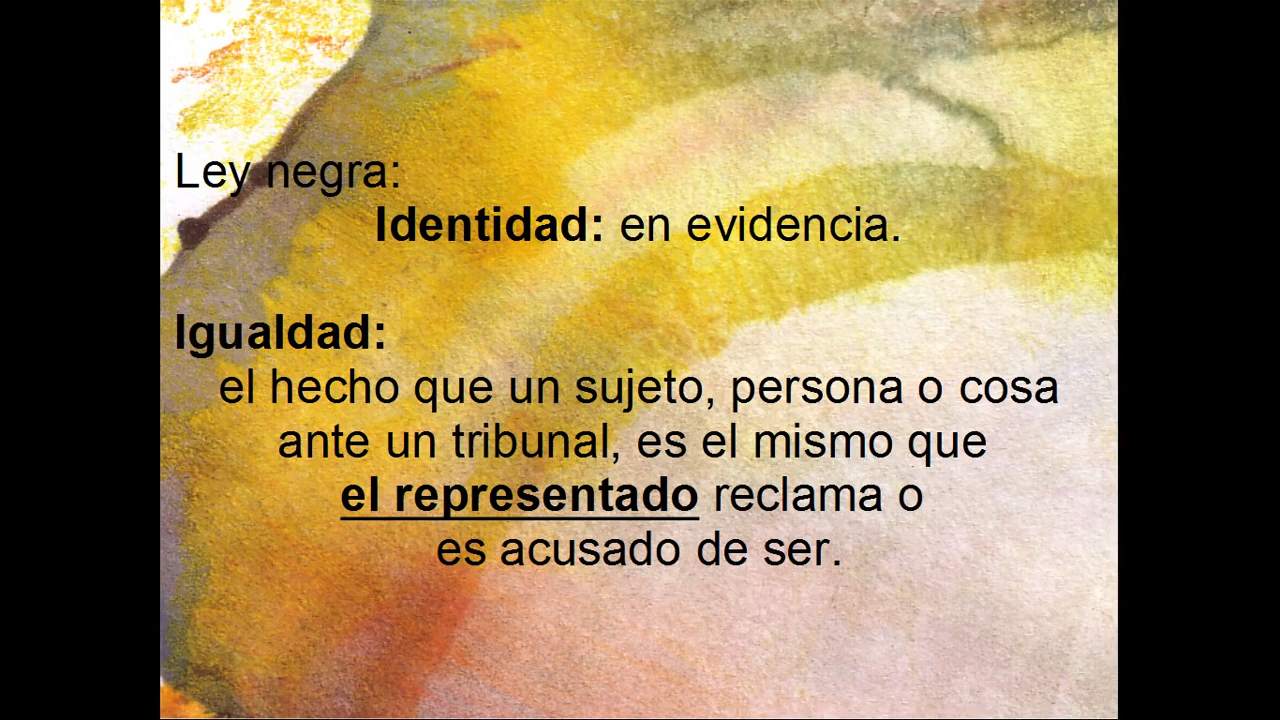 Ley negra:
Identidad: en evidencia.
Igualdad:
el hecho que un sujeto, persona o cosa
ante un tribunal, es el mismo que
el representado reclama o
es acusado de ser.